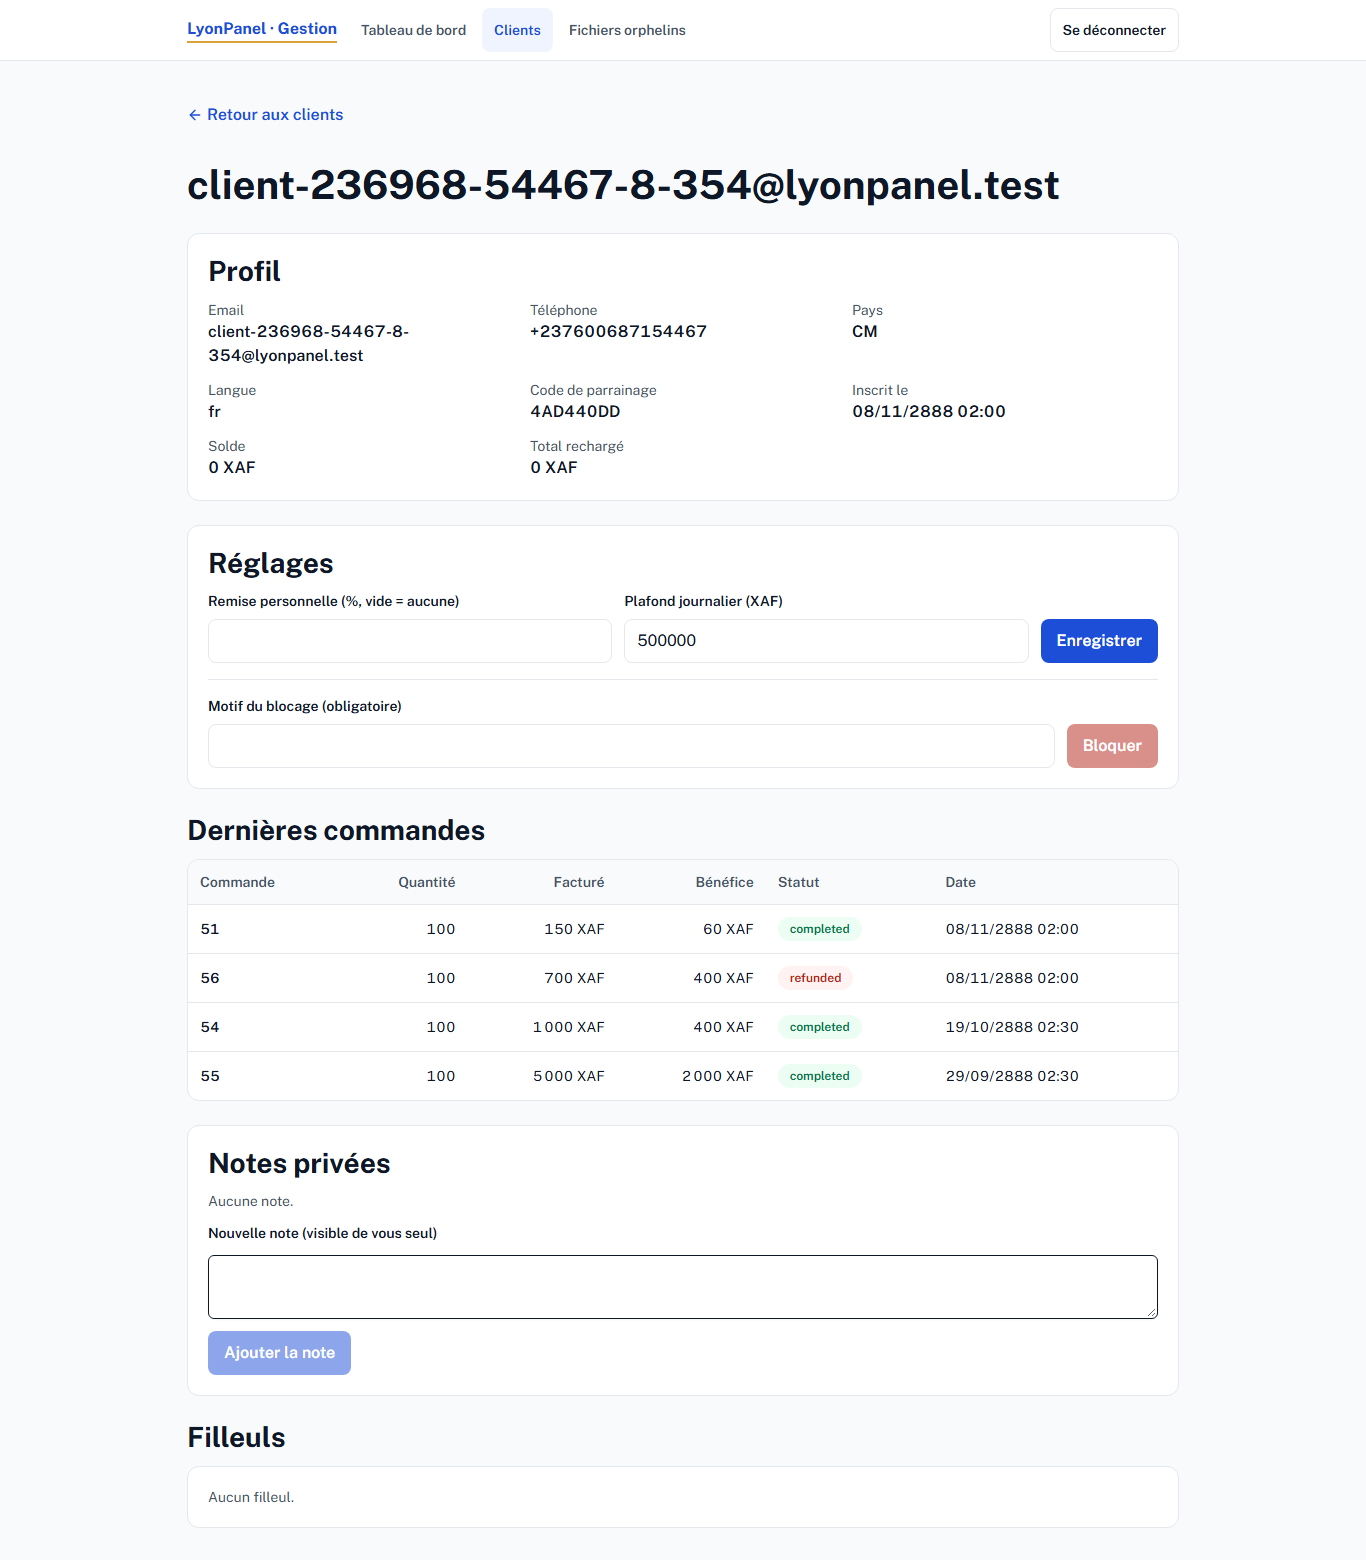 LyonPanel · Gestion Tableau de bord Clients Fichiers orphelins Se déconnecter
← Retour aux clients
client-236968-54467-8-354@lyonpanel.test
Profil
Email Téléphone Pays
client-236968-54467-8-354@lyonpanel.test +237600687154467 CM
Langue Code de parrainage Inscrit le
fr 4AD440DD 08/11/2888 02:00
Solde Total rechargé
0 XAF 0 XAF
Réglages
Remise personnelle (%, vide = aucune) Plafond journalier (XAF)
500000 Enregistrer
Motif du blocage (obligatoire)
Bloquer
Dernières commandes
Commande Quantité Facturé Bénéfice Statut Date
51 100 150 XAF 60 XAF completed 08/11/2888 02:00
56 100 700 XAF 400 XAF refunded 08/11/2888 02:00
54 100 1 000 XAF 400 XAF completed 19/10/2888 02:30
55 100 5 000 XAF 2 000 XAF completed 29/09/2888 02:30
Notes privées
Aucune note.
Nouvelle note (visible de vous seul)
Ajouter la note
Filleuls
Aucun filleul.